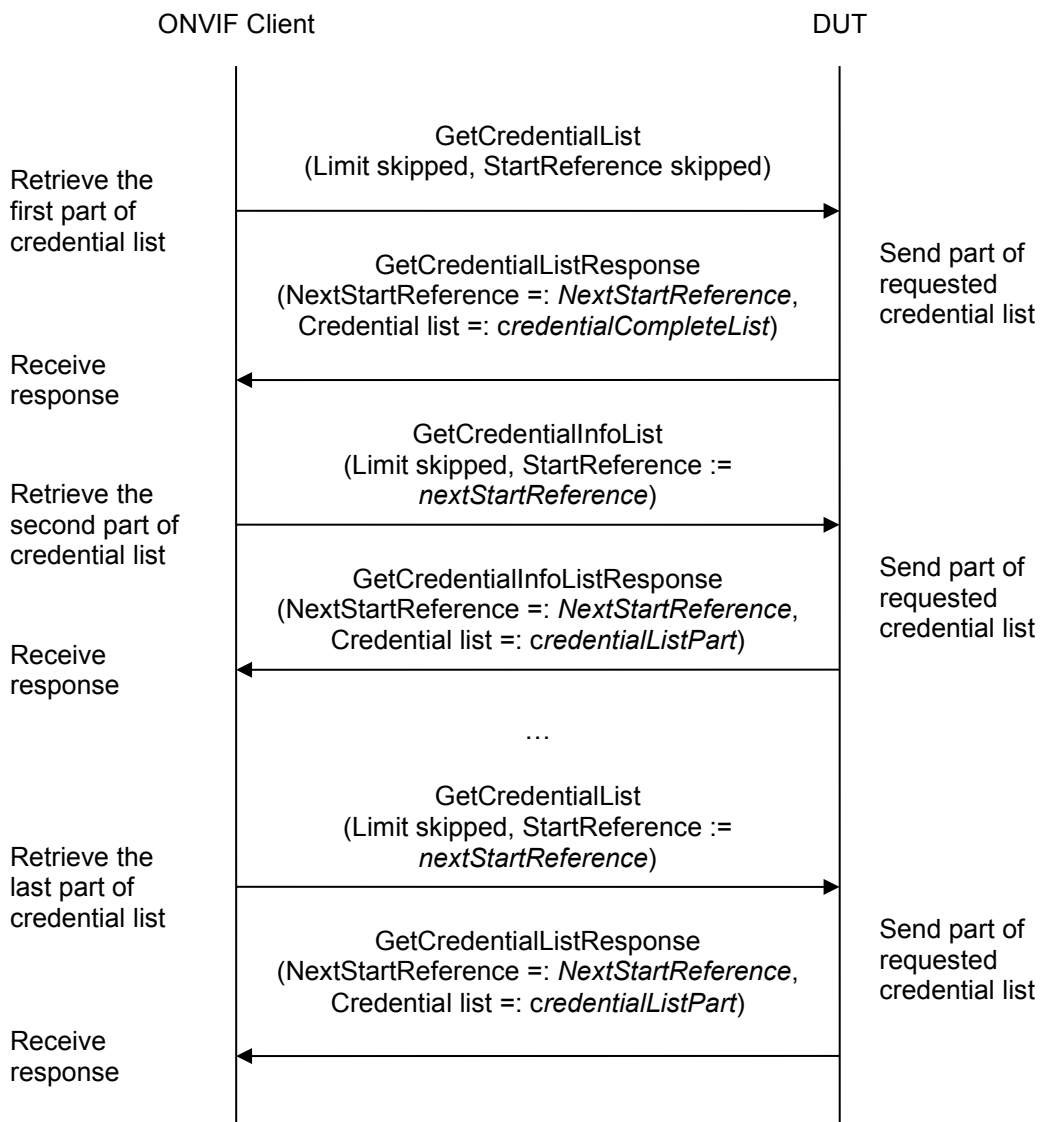 ONVIF Client
DUT
GetCredentialList
(Limit skipped, StartReference skipped)
Retrieve the
first part of
credential list
GetCredentialListResponse
(NextStartReference =: NextStartReference,
Credential list =: credentialCompleteList)
Send part of
requested
credential list
Receive
response
GetCredentialInfoList
(Limit skipped, StartReference :=
nextStartReference)
Retrieve the
second part of
credential list
GetCredentialInfoListResponse
(NextStartReference =: NextStartReference,
Credential list =: credentialListPart)
Send part of
requested
credential list
Receive
response
…
GetCredentialList
(Limit skipped, StartReference :=
nextStartReference)
Retrieve the
last part of
credential list
GetCredentialListResponse
(NextStartReference =: NextStartReference,
Credential list =: credentialListPart)
Send part of
requested
credential list
Receive
response